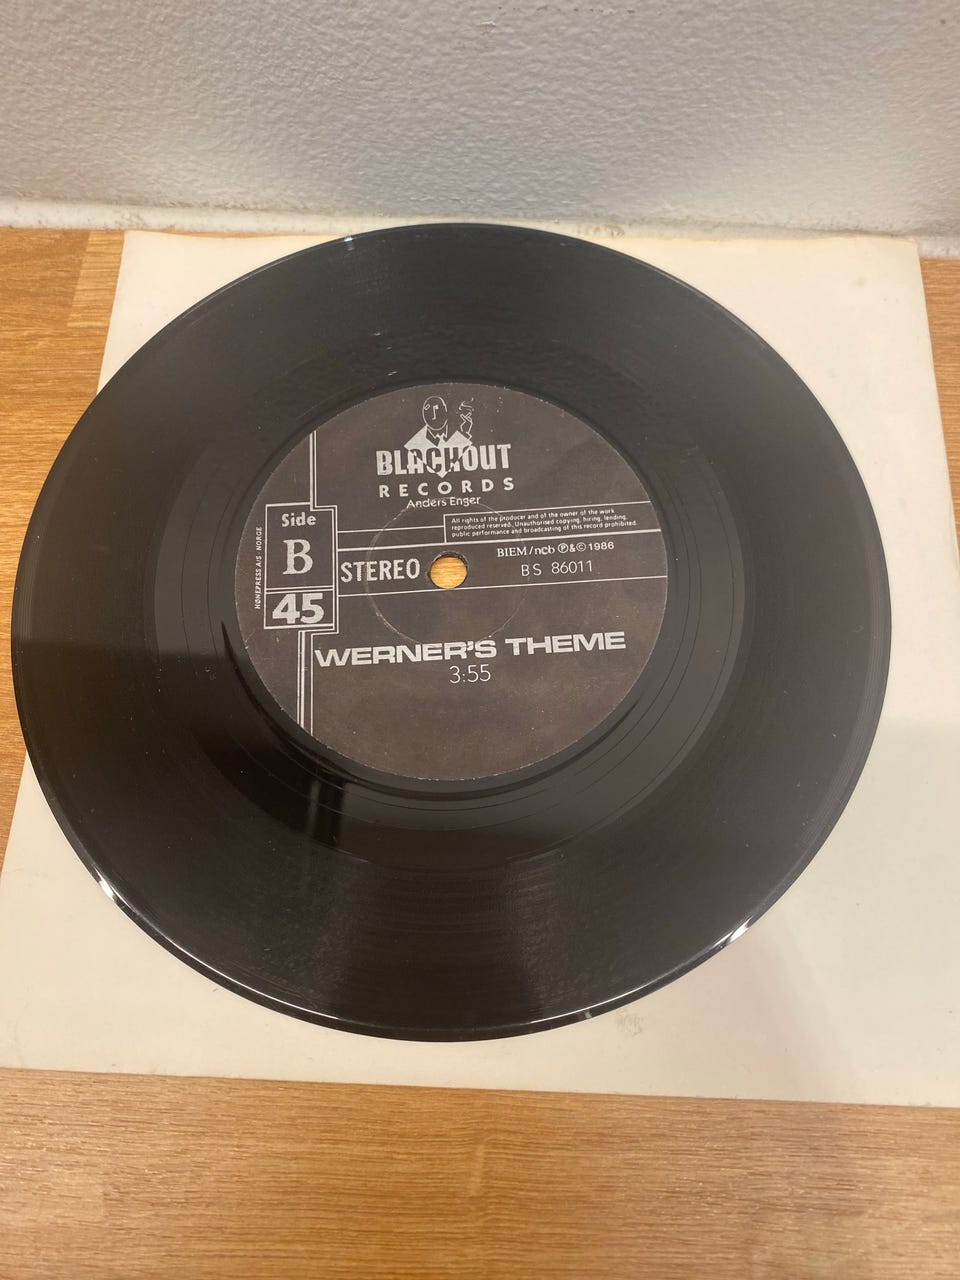 BLACKOUT
RECORDS
Anders Enger
All rights of the producer and of the owner of the work
reproduced reserved. Unauthorised copying, hiring, lending,
public performance and broadcasting of this record prohibited.
Side
B
45
HØNEPRESS A/S · NORGE
STEREO
BIEM/ncb ℗&© 1986
BS 86011
WERNER'S THEME
3:55